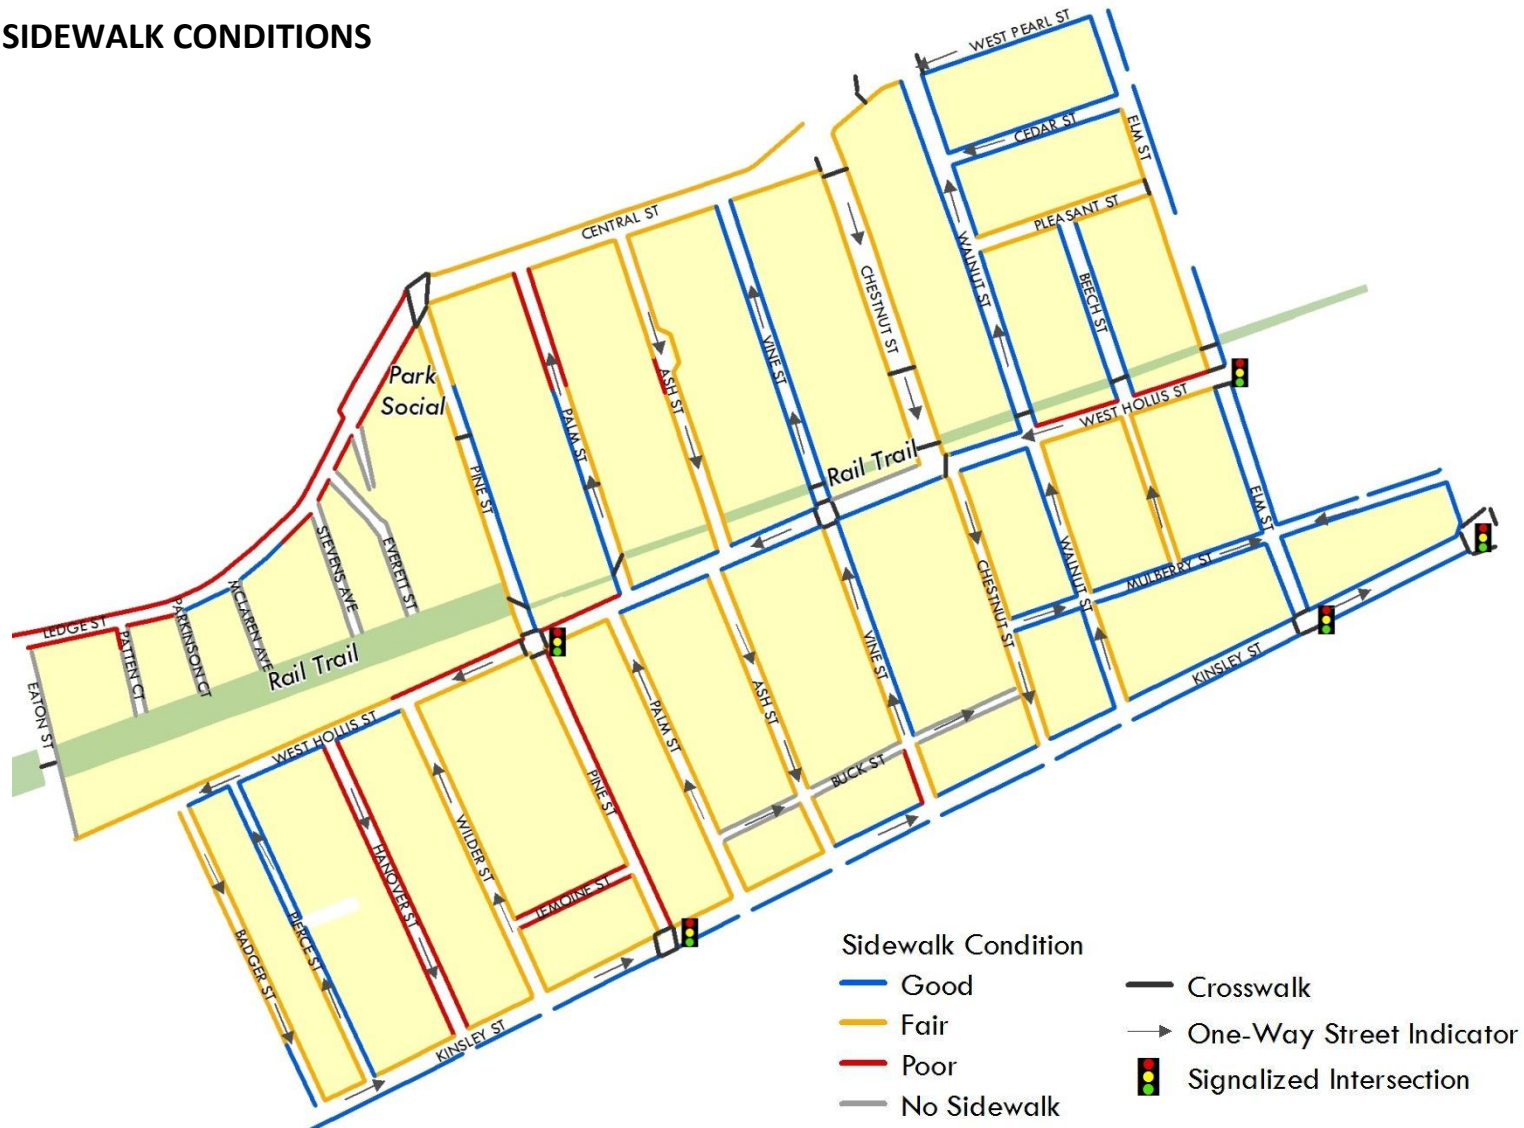 SIDEWALK CONDITIONS
WEST PEARL ST
CEDAR ST
ELM ST
PLEASANT ST
CENTRAL ST
WALNUT ST
BEECH ST
CHESTNUT ST
VINE ST
ASH ST
PALM ST
PINE ST
Park
Social
WEST HOLLIS ST
Rail Trail
STEVENS AVE
EVERETT ST
MCLAREN AVE
PARKINSON CT
PATTEN CT
LEDGE ST
EATON ST
Rail Trail
WEST HOLLIS ST
ELM ST
MULBERRY ST
WALNUT ST
CHESTNUT ST
KINSLEY ST
VINE ST
ASH ST
PALM ST
PINE ST
BUCK ST
WILDER ST
LEMOINE ST
HANOVER ST
PIERCE ST
BADGER ST
KINSLEY ST
Sidewalk Condition
Good
Fair
Poor
No Sidewalk
Crosswalk
One-Way Street Indicator
Signalized Intersection